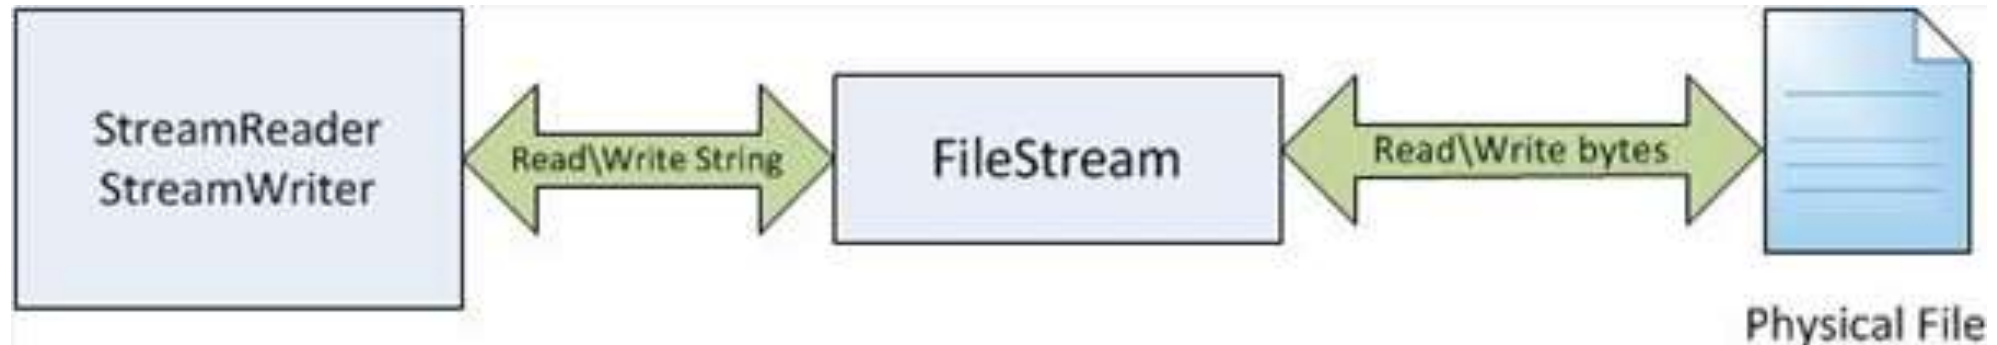 StreamReader
StreamWriter
Read\Write String
FileStream
Read\Write bytes
Physical File